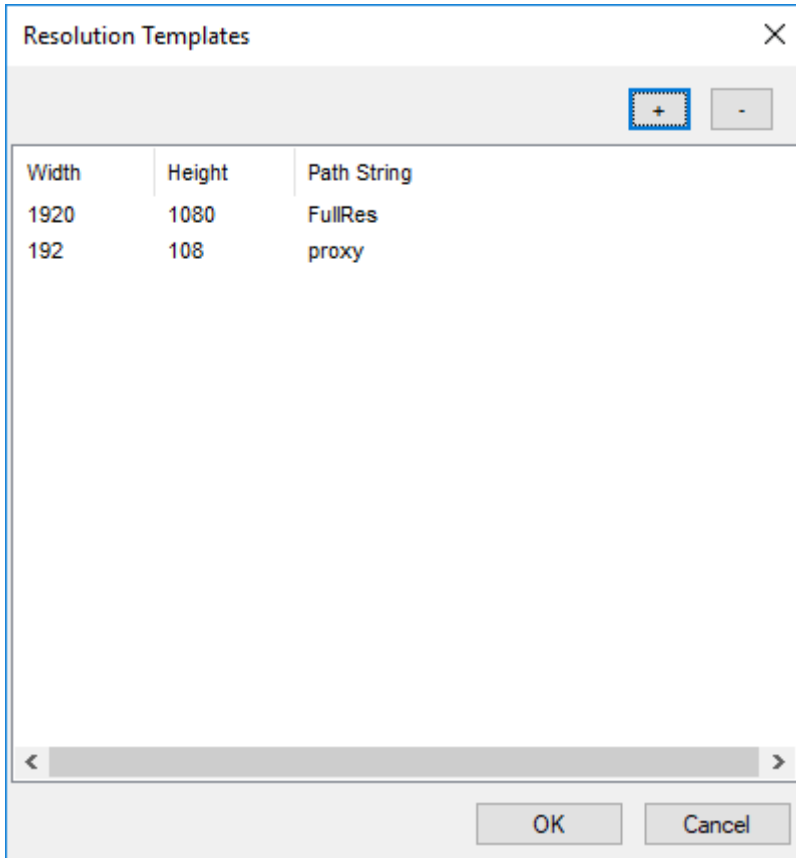 Resolution Templates
+ -
Width Height Path String
1920 1080 FullRes
192 108 proxy
OK Cancel